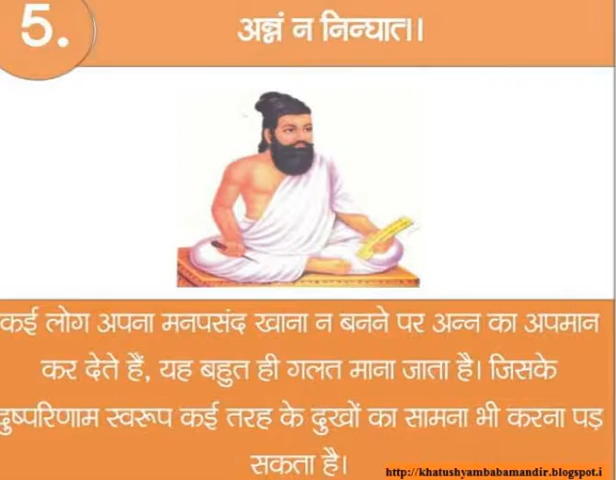 5.
अन्नं न निन्घात।।
कई लोग अपना मनपसंद खाना न बनने पर अन्न का अपमान
कर देते हैं, यह बहुत ही गलत माना जाता है। जिसके
दुष्परिणाम स्वरूप कई तरह के दुखों का सामना भी करना पड़
सकता है।
http://khatushyambabamandir.blogspot.i